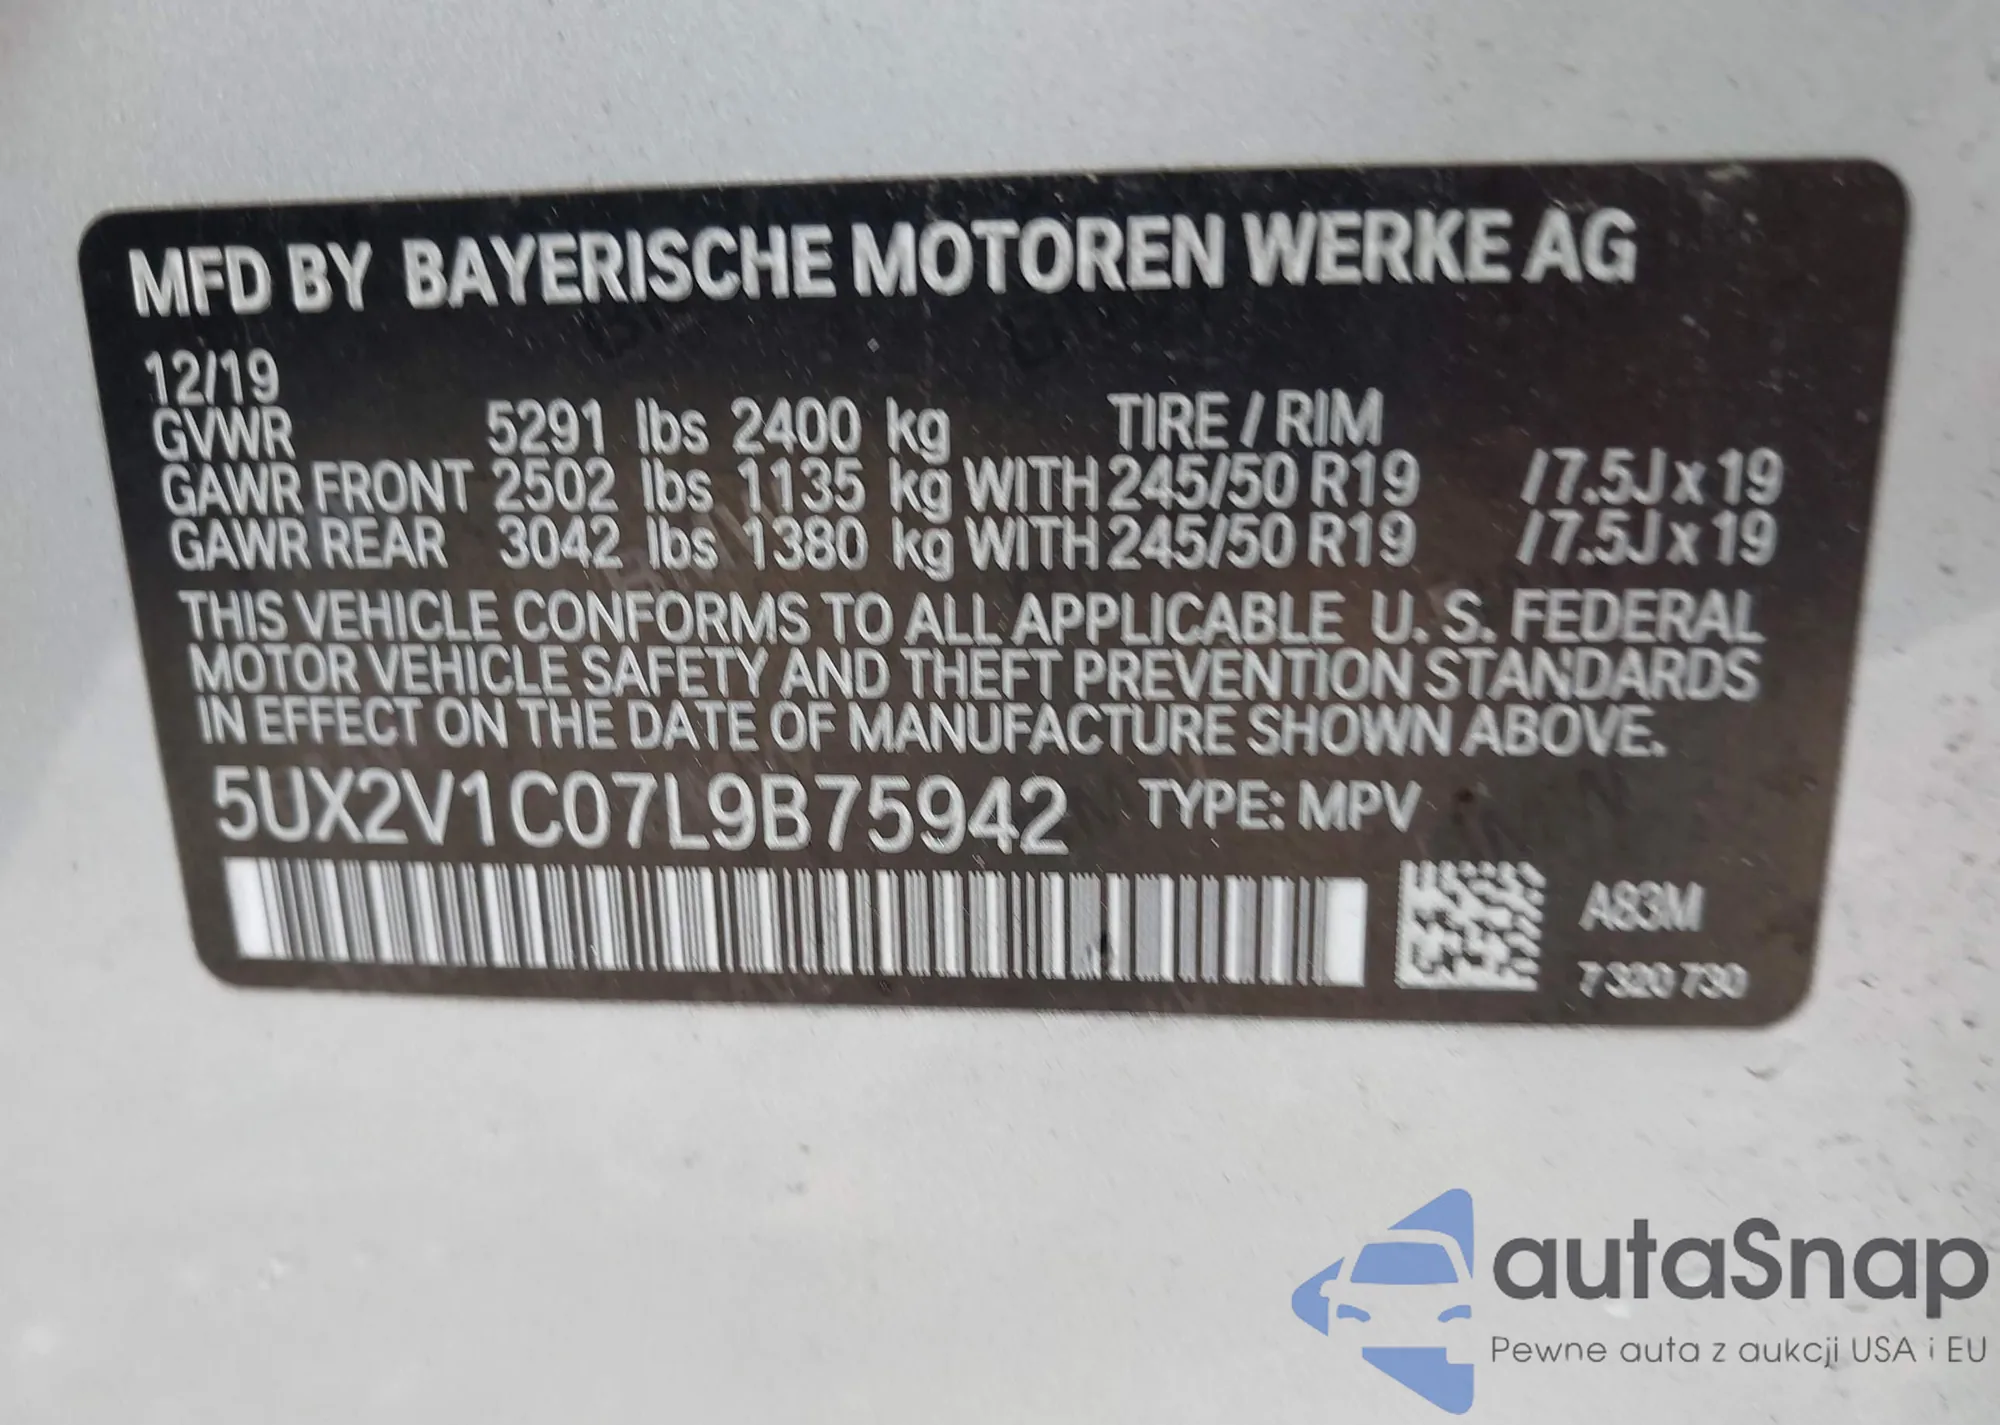 MFD BY BAYERISCHE MOTOREN WERKE AG
12/19
GVWR 5291 lbs 2400 kg TIRE / RIM
GAWR FRONT 2502 lbs 1135 kg WITH 245/50 R19 /7.5J x 19
GAWR REAR 3042 lbs 1380 kg WITH 245/50 R19 /7.5J x 19
THIS VEHICLE CONFORMS TO ALL APPLICABLE U. S. FEDERAL
MOTOR VEHICLE SAFETY AND THEFT PREVENTION STANDARDS
IN EFFECT ON THE DATE OF MANUFACTURE SHOWN ABOVE.
5UX2V1C07L9B75942 TYPE: MPV
A83M
7 320 730
autaSnap
Pewne auta z aukcji USA i EU